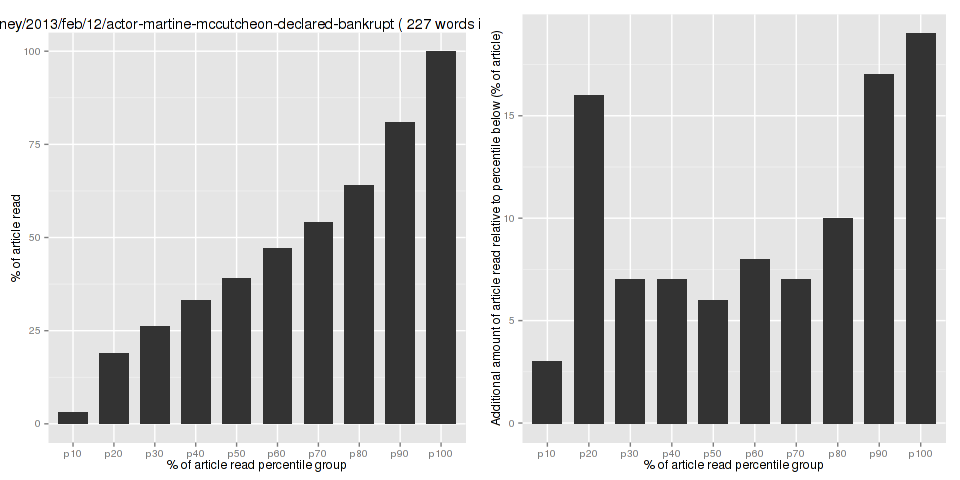 ney/2013/feb/12/actor-martine-mccutcheon-declared-bankrupt ( 227 words i
% of article read
100
75
50
25
0
p10 p20 p30 p40 p50 p60 p70 p80 p90 p100
% of article read percentile group
Additional amount of article read relative to percentile below (% of article)
15
10
5
0
p10 p20 p30 p40 p50 p60 p70 p80 p90 p100
% of article read percentile group